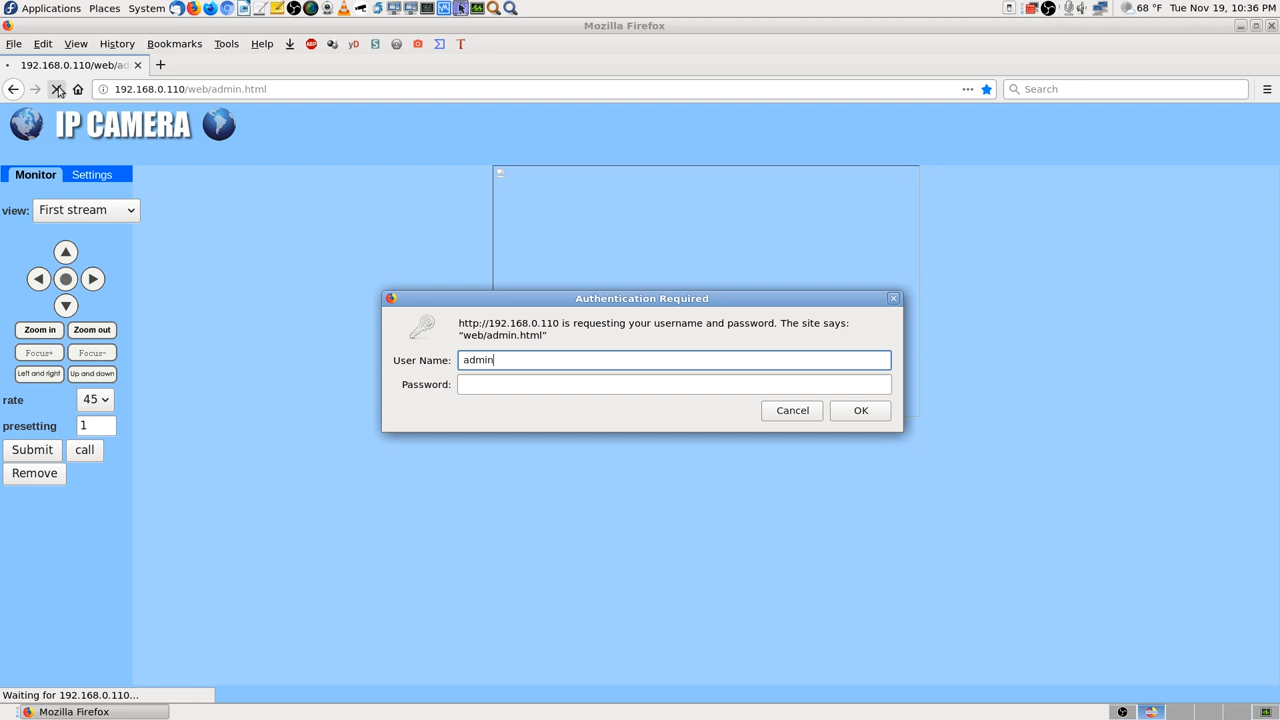 Applications Places System 68 °F Tue Nov 19, 10:36 PM
Mozilla Firefox
File Edit View History Bookmarks Tools Help ABP yD S Σ T
192.168.0.110/web/ad
192.168.0.110/web/admin.html Search
IP CAMERA
Monitor Settings
view: First stream
Zoom in Zoom out
Focus+ Focus-
Left and right Up and down
rate 45
presetting 1
Submit call
Remove
Authentication Required
http://192.168.0.110 is requesting your username and password. The site says:
“web/admin.html”
User Name: admin
Password:
Cancel OK
Waiting for 192.168.0.110...
Mozilla Firefox